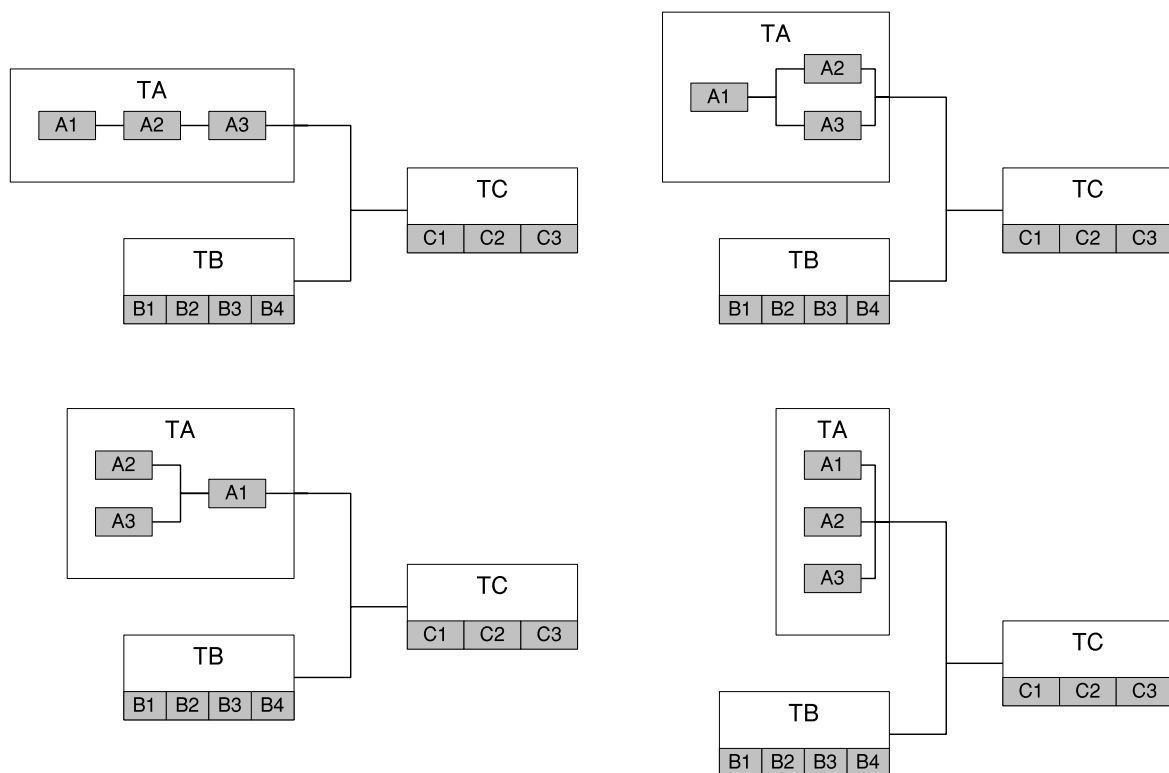 TA
A1 A2 A3
TC
C1 C2 C3
TB
B1 B2 B3 B4
TA
A2
A1
A3
TC
C1 C2 C3
TB
B1 B2 B3 B4
TA
A2
A1
A3
TC
C1 C2 C3
TB
B1 B2 B3 B4
TA
A1
A2
A3
TC
C1 C2 C3
TB
B1 B2 B3 B4